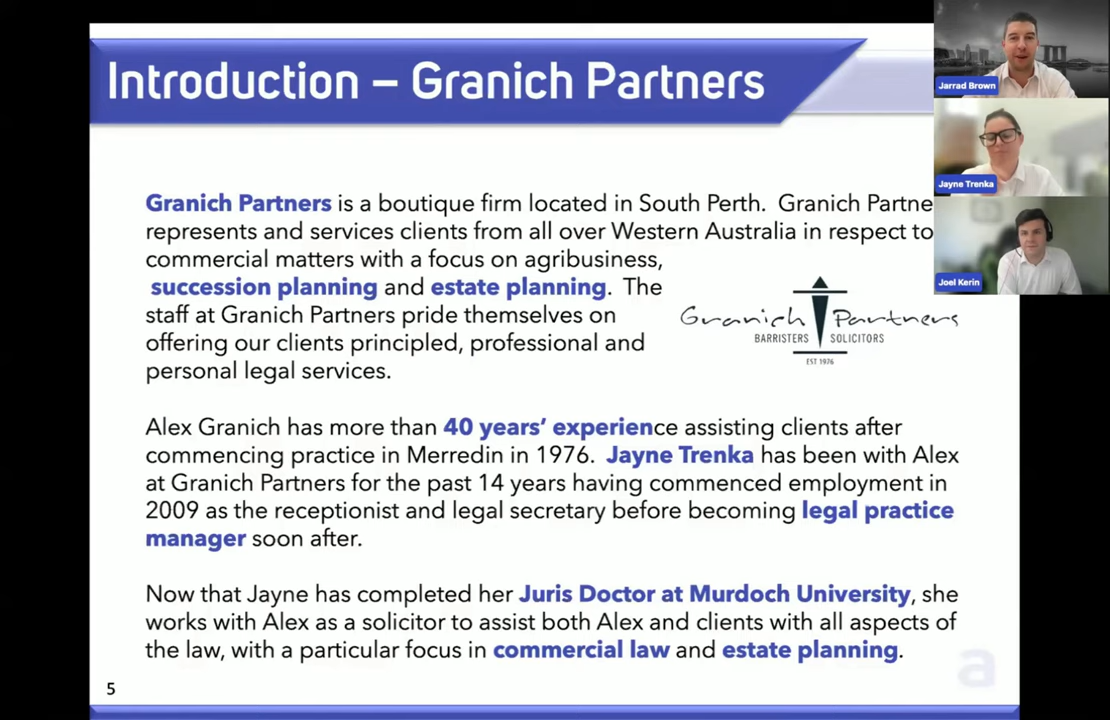 Introduction – Granich Partners
Jarrad Brown
Jayne Trenka
Joel Kerin
Granich Partners is a boutique firm located in South Perth. Granich Partne
represents and services clients from all over Western Australia in respect to
commercial matters with a focus on agribusiness,
succession planning and estate planning. The
staff at Granich Partners pride themselves on
offering our clients principled, professional and
personal legal services.
Granich Partners
BARRISTERS SOLICITORS
EST 1976
Alex Granich has more than 40 years’ experience assisting clients after
commencing practice in Merredin in 1976. Jayne Trenka has been with Alex
at Granich Partners for the past 14 years having commenced employment in
2009 as the receptionist and legal secretary before becoming legal practice
manager soon after.
Now that Jayne has completed her Juris Doctor at Murdoch University, she
works with Alex as a solicitor to assist both Alex and clients with all aspects of
the law, with a particular focus in commercial law and estate planning.
a
5